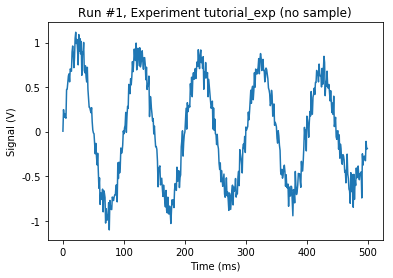 Run #1, Experiment tutorial_exp (no sample)
1
0.5
0
-0.5
-1
Signal (V)
0 100 200 300 400 500
Time (ms)